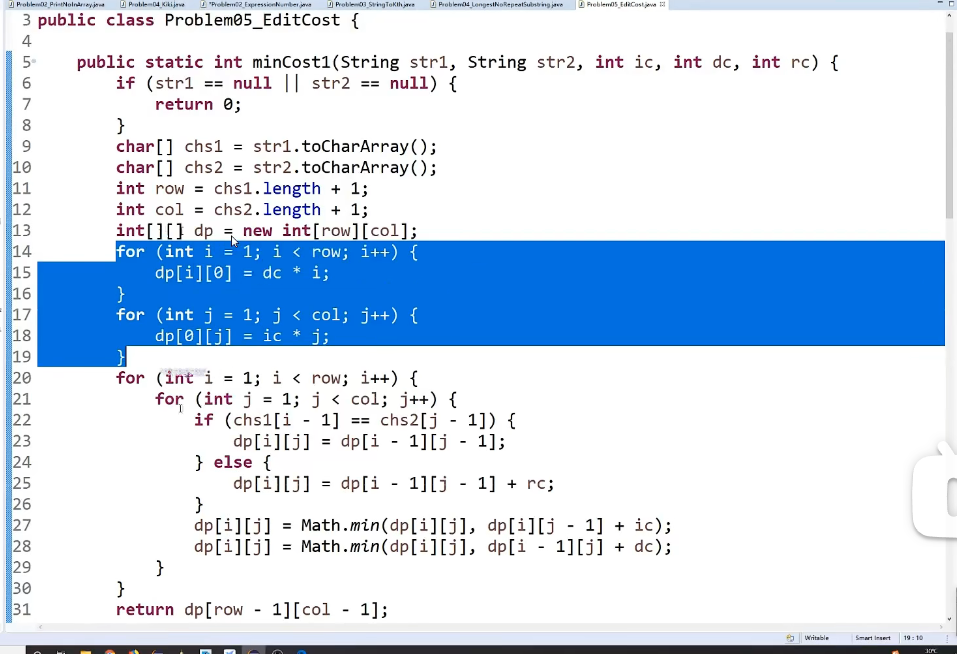 Problem02_PrintNoInArray.java Problem04_Kiki.java *Problem02_ExpressionNumber.java Problem03_StringToKth.java Problem04_LongestNoRepeatSubstring.java Problem05_EditCost.java
3 public class Problem05_EditCost {
4
5 public static int minCost1(String str1, String str2, int ic, int dc, int rc) {
6 if (str1 == null || str2 == null) {
7 return 0;
8 }
9 char[] chs1 = str1.toCharArray();
10 char[] chs2 = str2.toCharArray();
11 int row = chs1.length + 1;
12 int col = chs2.length + 1;
13 int[][] dp = new int[row][col];
14 for (int i = 1; i < row; i++) {
15 dp[i][0] = dc * i;
16 }
17 for (int j = 1; j < col; j++) {
18 dp[0][j] = ic * j;
19 }
20 for (int i = 1; i < row; i++) {
21 for (int j = 1; j < col; j++) {
22 if (chs1[i - 1] == chs2[j - 1]) {
23 dp[i][j] = dp[i - 1][j - 1];
24 } else {
25 dp[i][j] = dp[i - 1][j - 1] + rc;
26 }
27 dp[i][j] = Math.min(dp[i][j], dp[i][j - 1] + ic);
28 dp[i][j] = Math.min(dp[i][j], dp[i - 1][j] + dc);
29 }
30 }
31 return dp[row - 1][col - 1];
Writable Smart Insert 19 : 10
30°C